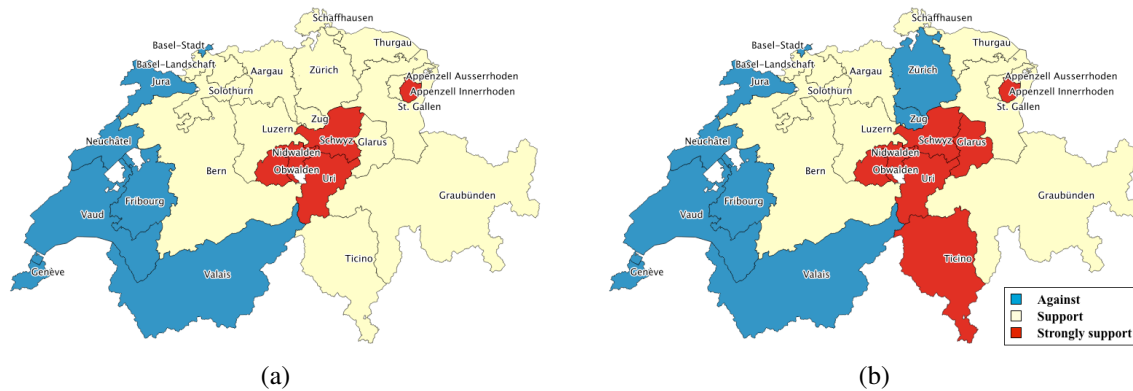 Schaffhausen
Basel-Stadt
Thurgau
Basel-Landschaft
Aargau
Zürich
Jura
Appenzell Ausserrhoden
Solothurn
Appenzell Innerrhoden
St. Gallen
Zug
Luzern
Neuchâtel
Schwyz
Glarus
Nidwalden
Bern
Obwalden
Uri
Graubünden
Fribourg
Vaud
Ticino
Genève
Valais
(a)
Schaffhausen
Basel-Stadt
Thurgau
Basel-Landschaft
Aargau
Zürich
Jura
Appenzell Ausserrhoden
Solothurn
Appenzell Innerrhoden
St. Gallen
Zug
Luzern
Neuchâtel
Schwyz
Glarus
Nidwalden
Bern
Obwalden
Uri
Graubünden
Fribourg
Vaud
Ticino
Genève
Valais
Against
Support
Strongly support
(b)